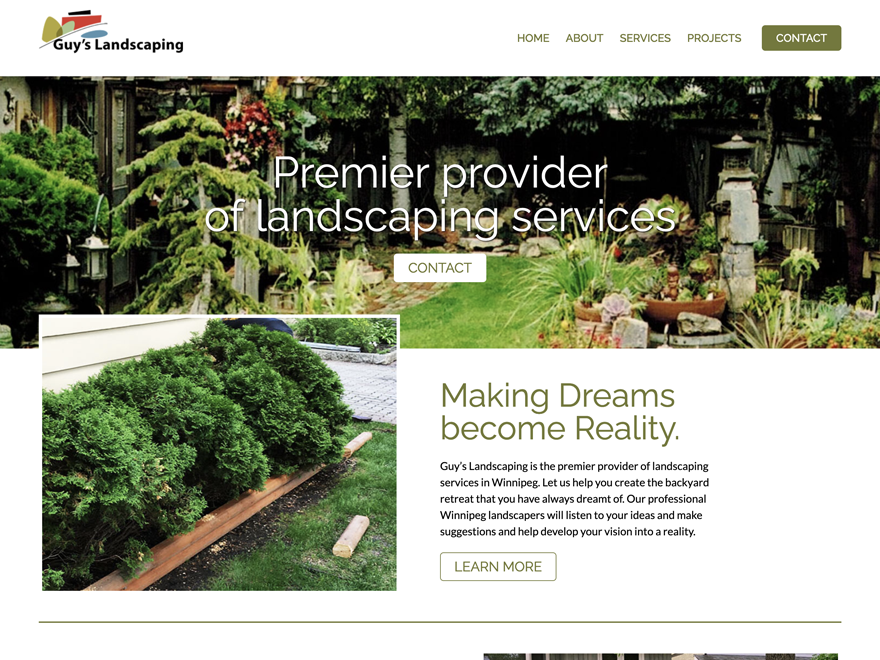 Guy's Landscaping
HOME ABOUT SERVICES PROJECTS CONTACT
Premier provider
of landscaping services
CONTACT
Making Dreams
become Reality.
Guy's Landscaping is the premier provider of landscaping
services in Winnipeg. Let us help you create the backyard
retreat that you have always dreamt of. Our professional
Winnipeg landscapers will listen to your ideas and make
suggestions and help develop your vision into a reality.
LEARN MORE